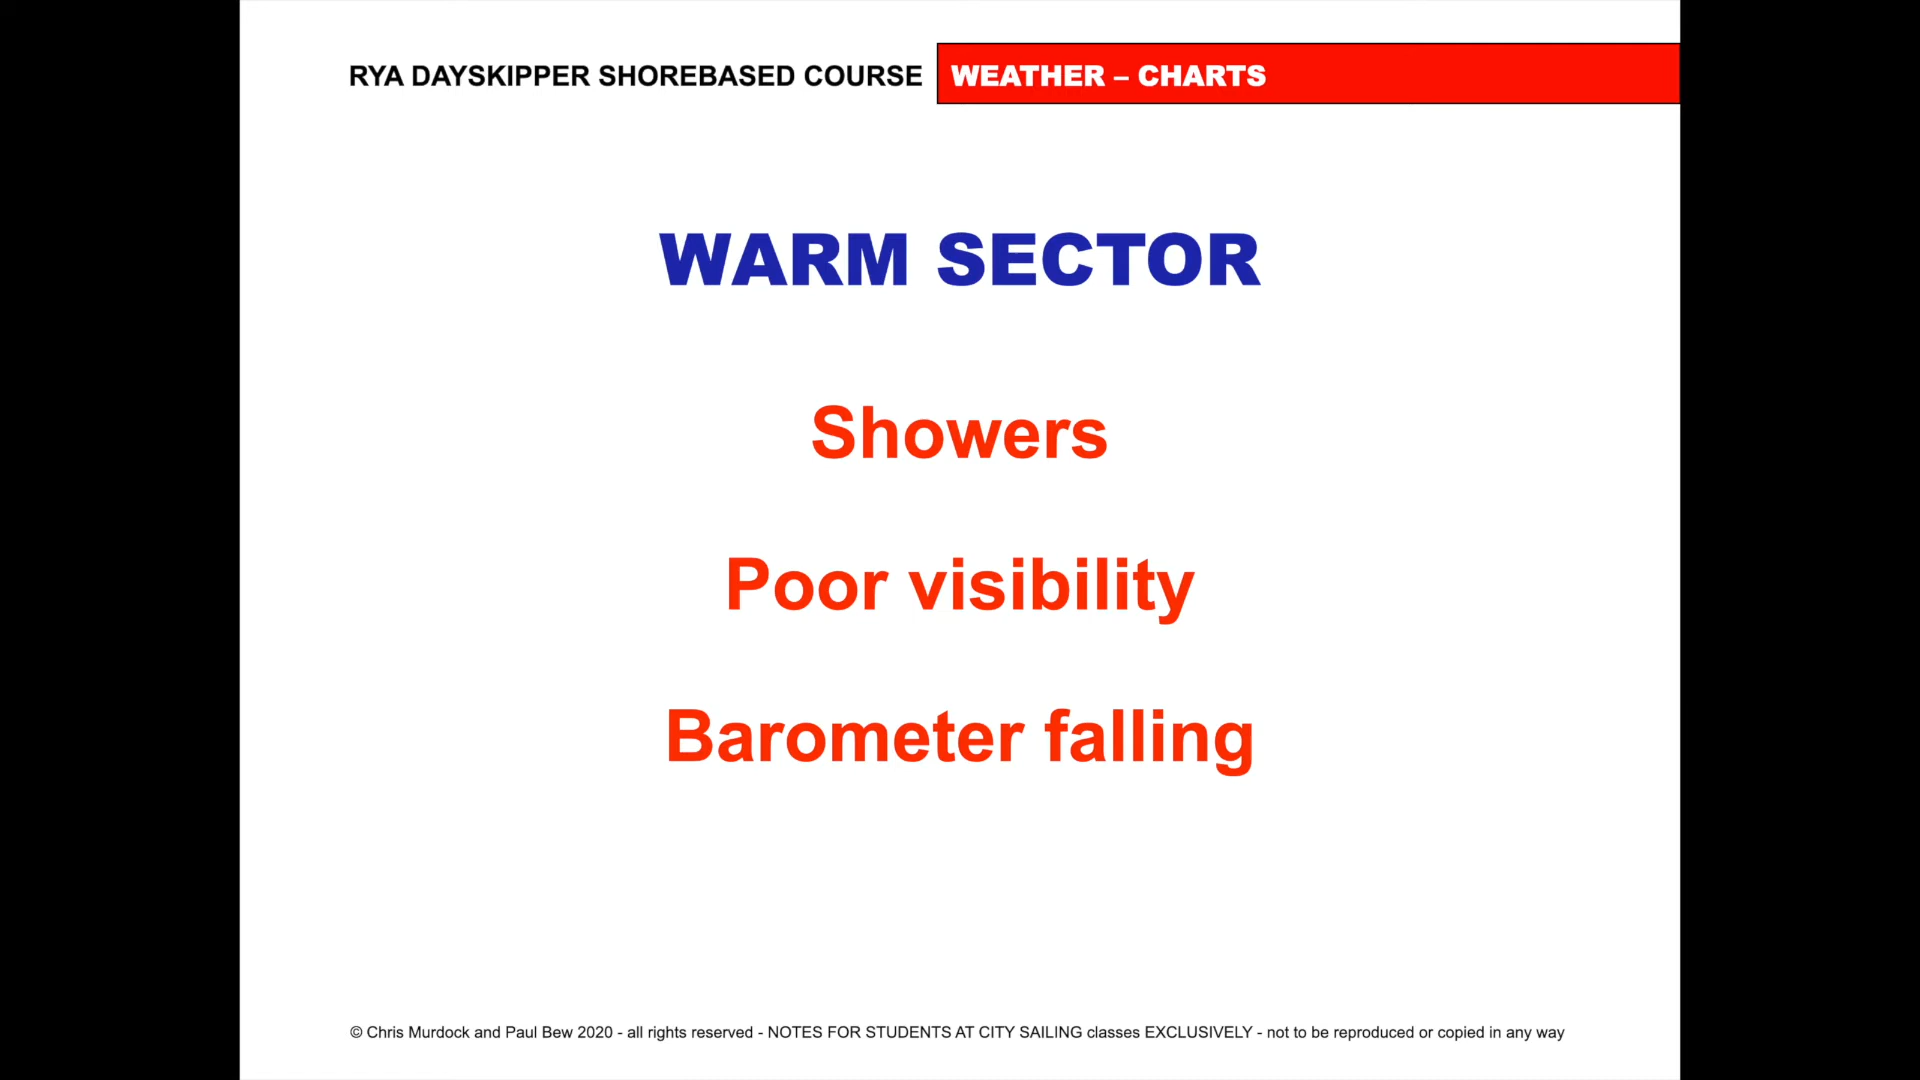 RYA DAYSKIPPER SHOREBASED COURSE WEATHER – CHARTS
WARM SECTOR
Showers
Poor visibility
Barometer falling
© Chris Murdock and Paul Bew 2020 - all rights reserved - NOTES FOR STUDENTS AT CITY SAILING classes EXCLUSIVELY - not to be reproduced or copied in any way